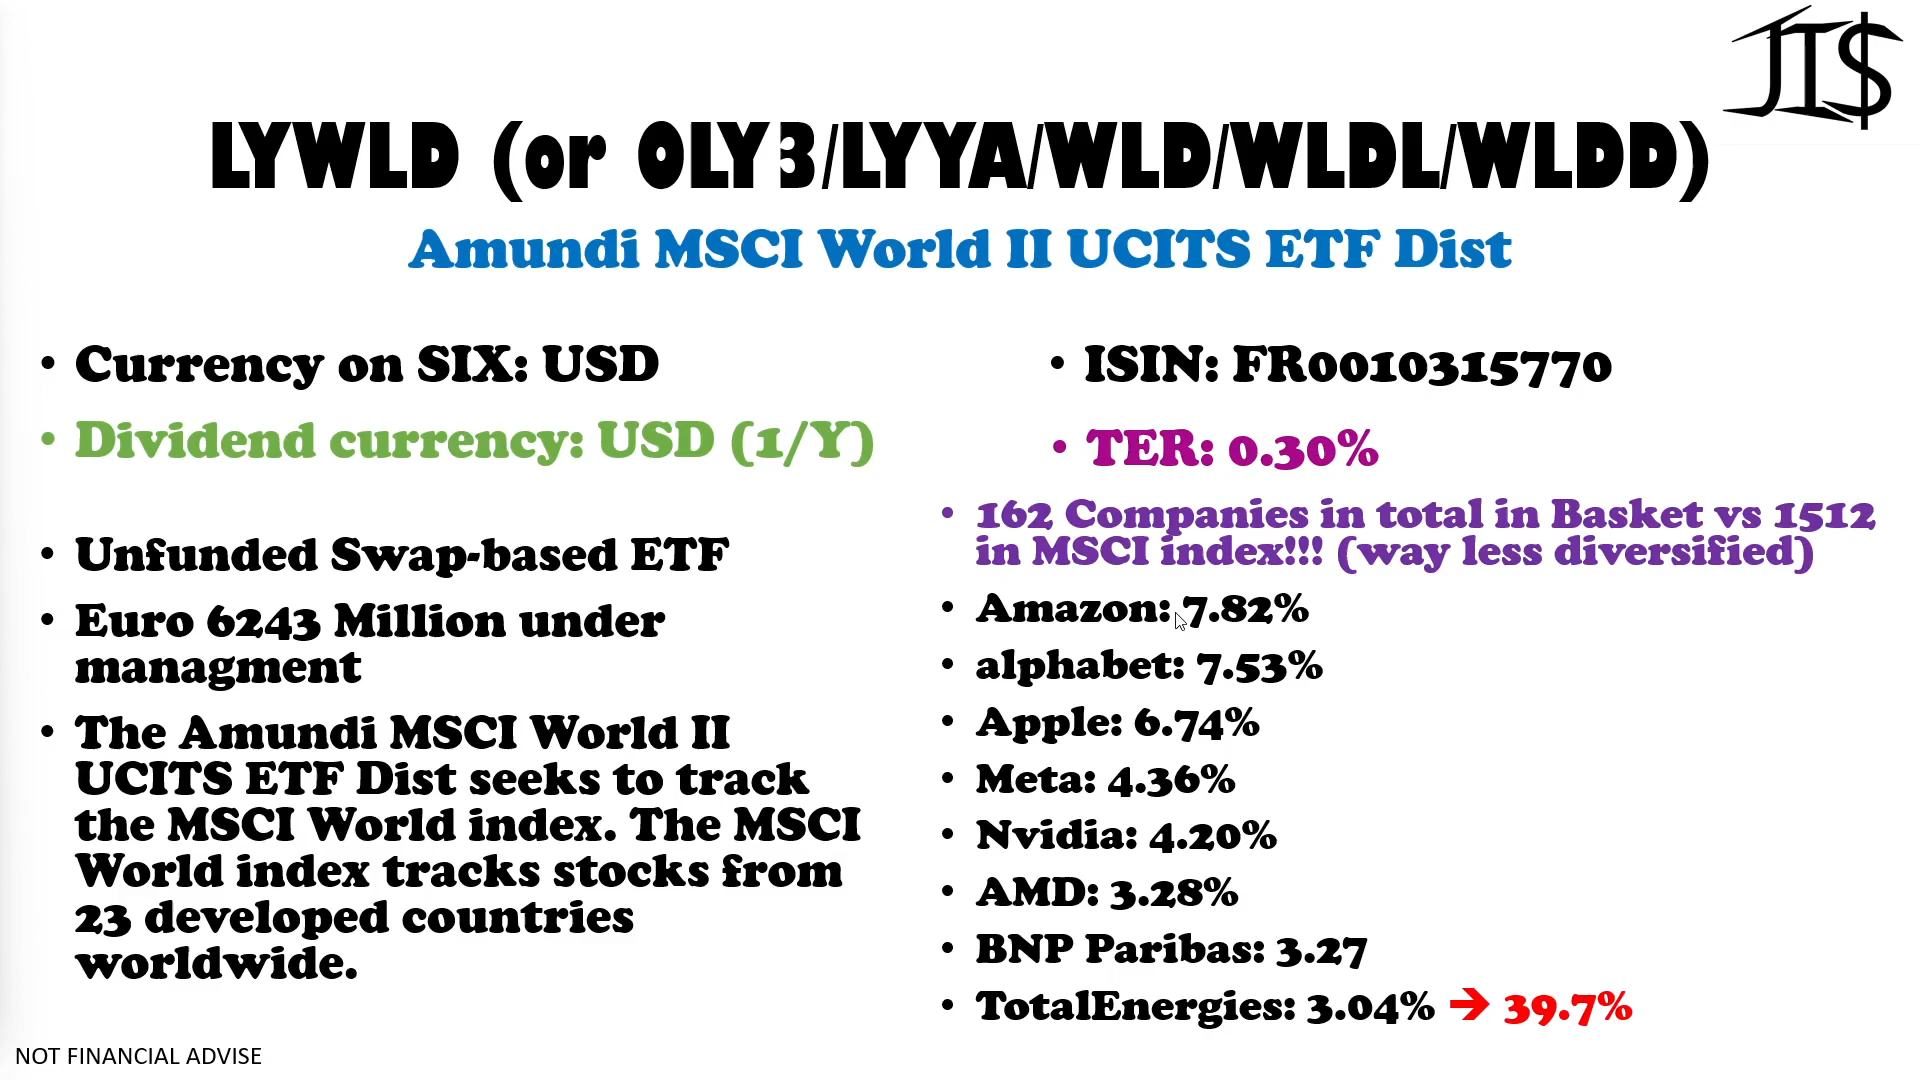 JI$
LYWLD (or OLY3/LYYA/WLD/WLDL/WLDD)
Amundi MSCI World II UCITS ETF Dist
• Currency on SIX: USD
• Dividend currency: USD (1/Y)
• Unfunded Swap-based ETF
• Euro 6243 Million under
managment
• The Amundi MSCI World II
UCITS ETF Dist seeks to track
the MSCI World index. The MSCI
World index tracks stocks from
23 developed countries
worldwide.
• ISIN: FR0010315770
• TER: 0.30%
• 162 Companies in total in Basket vs 1512
in MSCI index!!! (way less diversified)
• Amazon: 7.82%
• alphabet: 7.53%
• Apple: 6.74%
• Meta: 4.36%
• Nvidia: 4.20%
• AMD: 3.28%
• BNP Paribas: 3.27
• TotalEnergies: 3.04% ➔ 39.7%
NOT FINANCIAL ADVISE